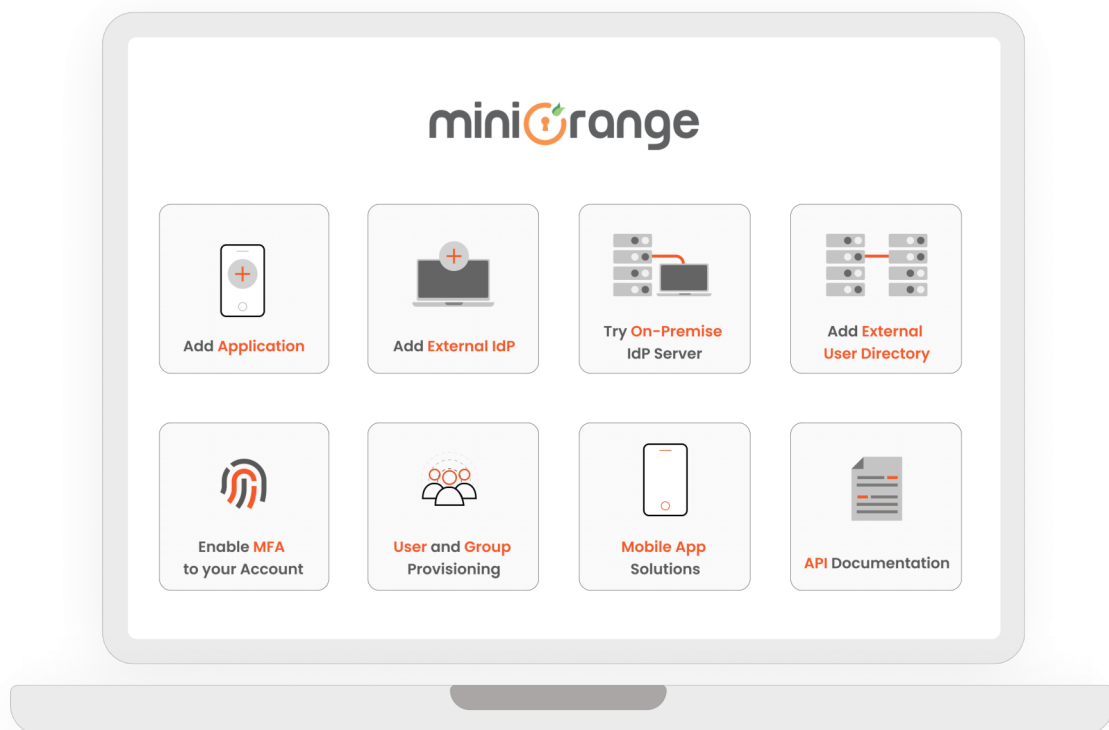 miniOrange
Add Application
Add External IdP
Try On-Premise
IdP Server
Add External
User Directory
Enable MFA
to your Account
User and Group
Provisioning
Mobile App
Solutions
API Documentation